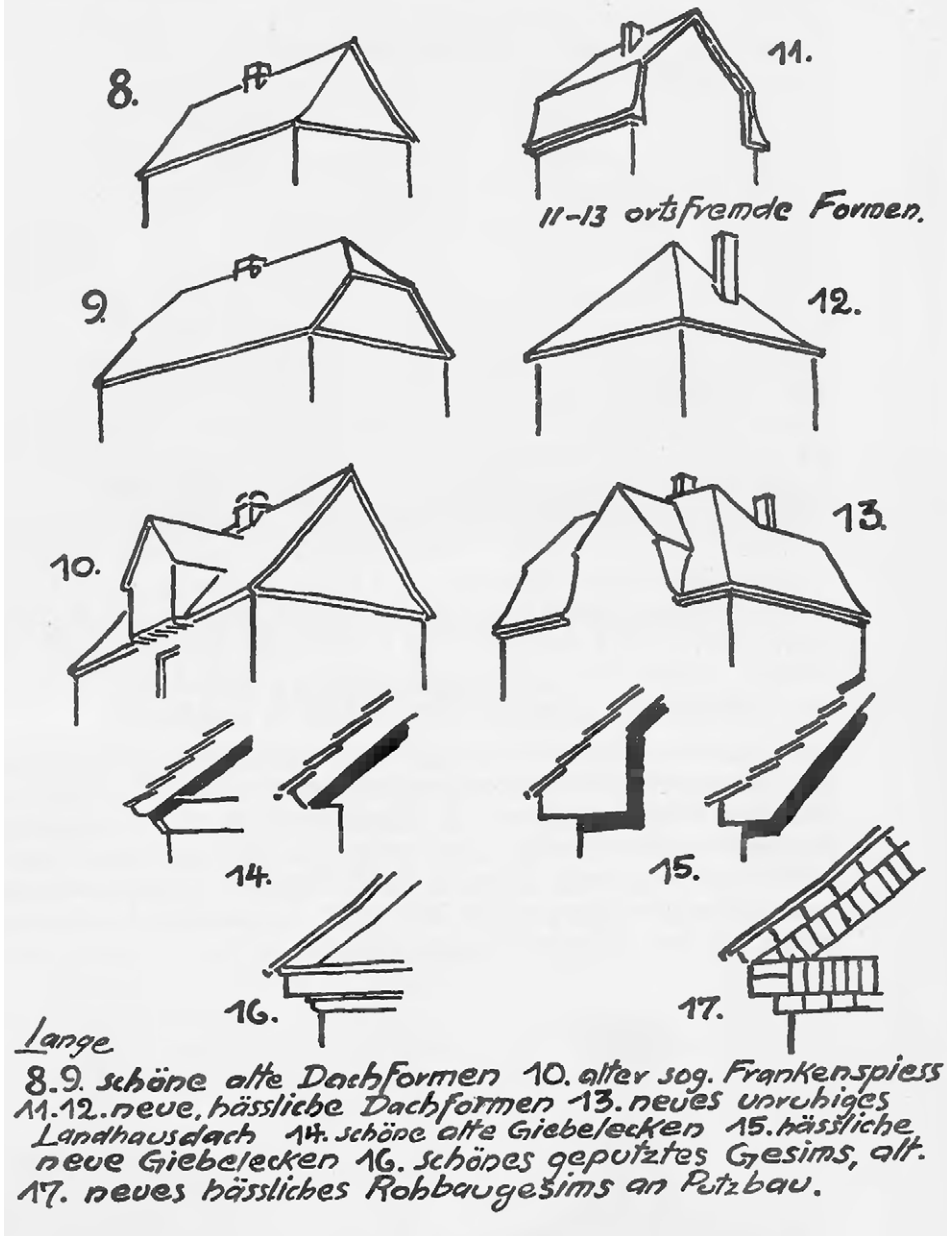 8.
11.
11-13 ortsfremde Formen.
9.
12.
10.
13.
14.
15.
16.
17.
Lange
8.9. schöne alte Dachformen 10. alter sog. Frankenspiess
11.12. neue, hässliche Dachformen 13. neues unruhiges
Landhausdach 14. schöne alte Giebelecken 15. hässliche
neue Giebelecken 16. schönes geputztes Gesims, alt.
17. neues hässliches Rohbaugesims an Putzbau.